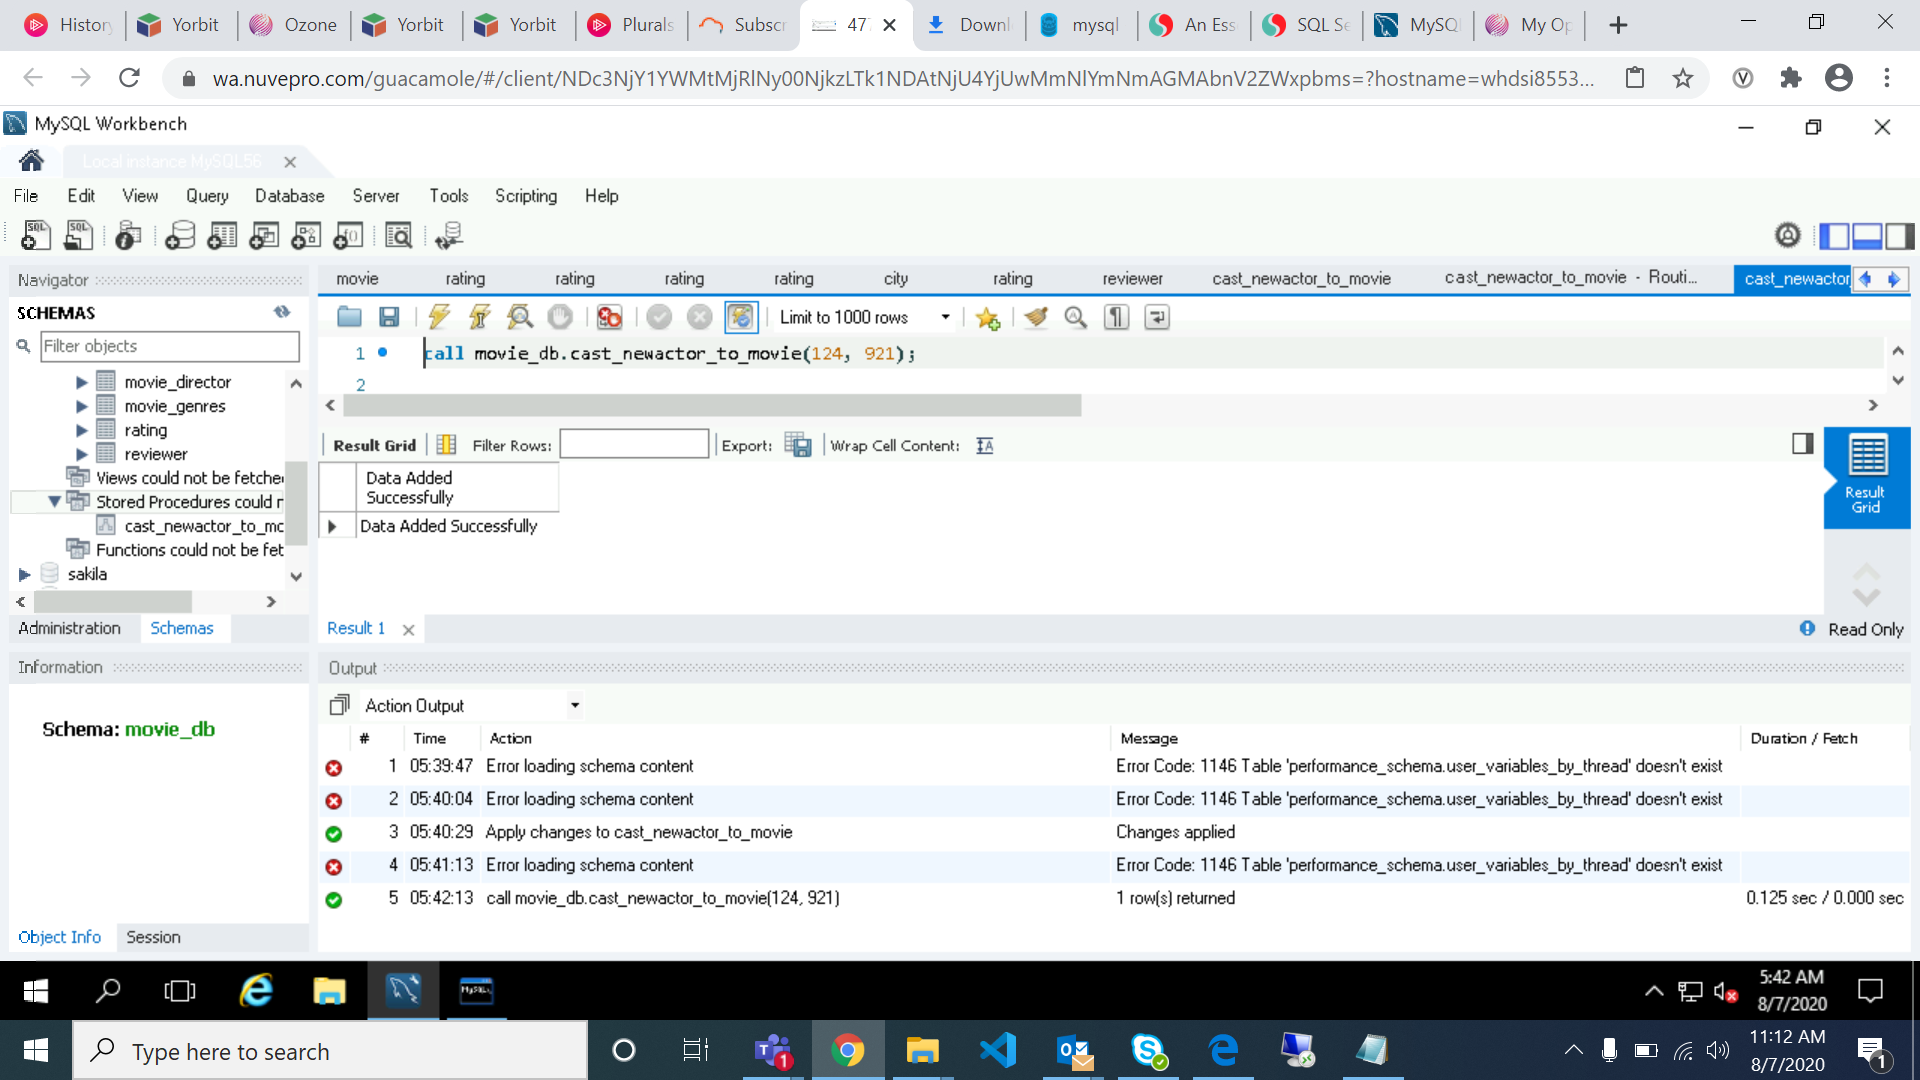 Histor
Yorbit
Ozone
Yorbit
Yorbit
Plurals
Subscr
47
Downl
mysql
An Ess
SQL Se
MySQL
My Op
wa.nuvepro.com/guacamole/#/client/NDc3NjY1YWMtMjRlNy00NjkzLTk1NDAtNjU4YjUwMmNlYmNmAGMAbnV2ZWxpbms=?hostname=whdsi8553...
MySQL Workbench
Local instance MySQL56
File Edit View Query Database Server Tools Scripting Help
Navigator
movie rating rating rating rating city rating reviewer cast_newactor_to_movie cast_newactor_to_movie - Routi... cast_newactor
SCHEMAS
Limit to 1000 rows
Filter objects
1 call movie_db.cast_newactor_to_movie(124, 921);
2
movie_director
movie_genres
rating
reviewer
Views could not be fetche
Stored Procedures could n
cast_newactor_to_mc
Functions could not be fet
sakila
Result Grid Filter Rows: Export: Wrap Cell Content:
Data Added
Successfully
Data Added Successfully
Result
Grid
Administration Schemas
Result 1
Read Only
Information
Output
Schema: movie_db
Action Output
# Time Action Message Duration / Fetch
1 05:39:47 Error loading schema content Error Code: 1146 Table 'performance_schema.user_variables_by_thread' doesn't exist
2 05:40:04 Error loading schema content Error Code: 1146 Table 'performance_schema.user_variables_by_thread' doesn't exist
3 05:40:29 Apply changes to cast_newactor_to_movie Changes applied
4 05:41:13 Error loading schema content Error Code: 1146 Table 'performance_schema.user_variables_by_thread' doesn't exist
5 05:42:13 call movie_db.cast_newactor_to_movie(124, 921) 1 row(s) returned 0.125 sec / 0.000 sec
Object Info Session
5:42 AM
8/7/2020
Type here to search
1
11:12 AM
8/7/2020
1